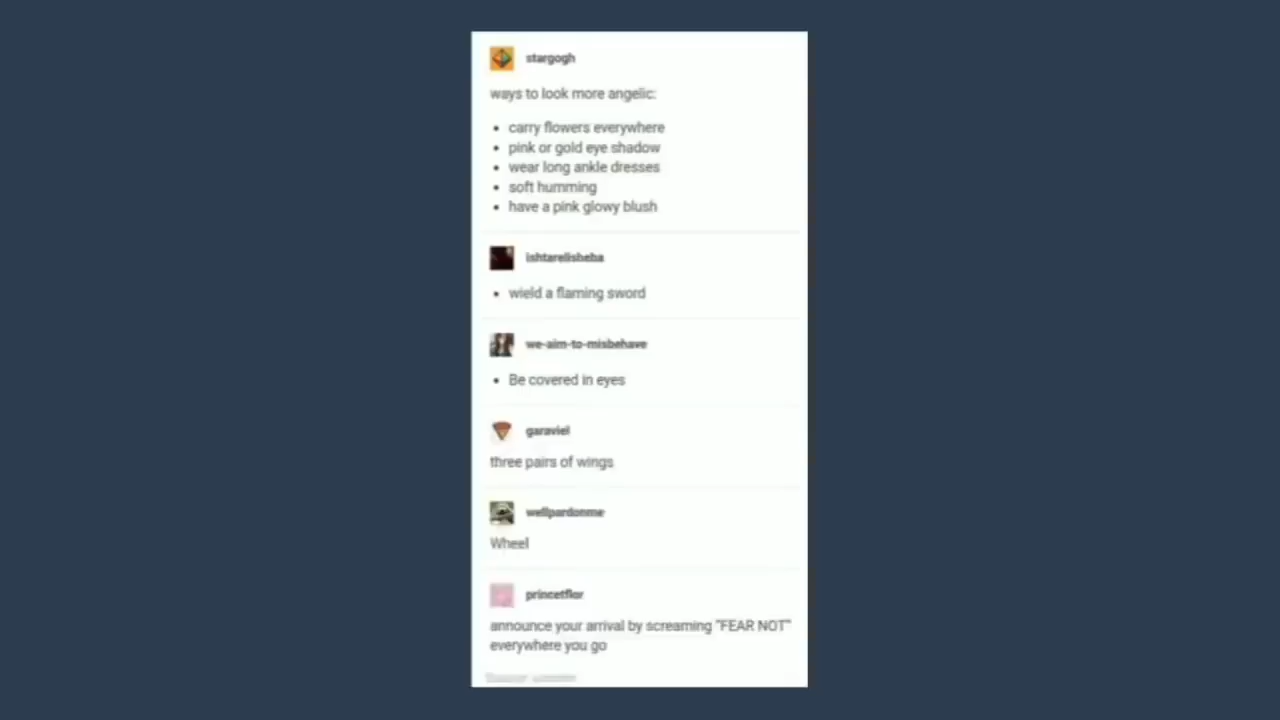 stargogh
ways to look more angelic:
• carry flowers everywhere
• pink or gold eye shadow
• wear long ankle dresses
• soft humming
• have a pink glowy blush
ishtarelisheba
• wield a flaming sword
we-aim-to-misbehave
• Be covered in eyes
garaviel
three pairs of wings
wellpardonme
Wheel
princetflor
announce your arrival by screaming "FEAR NOT"
everywhere you go